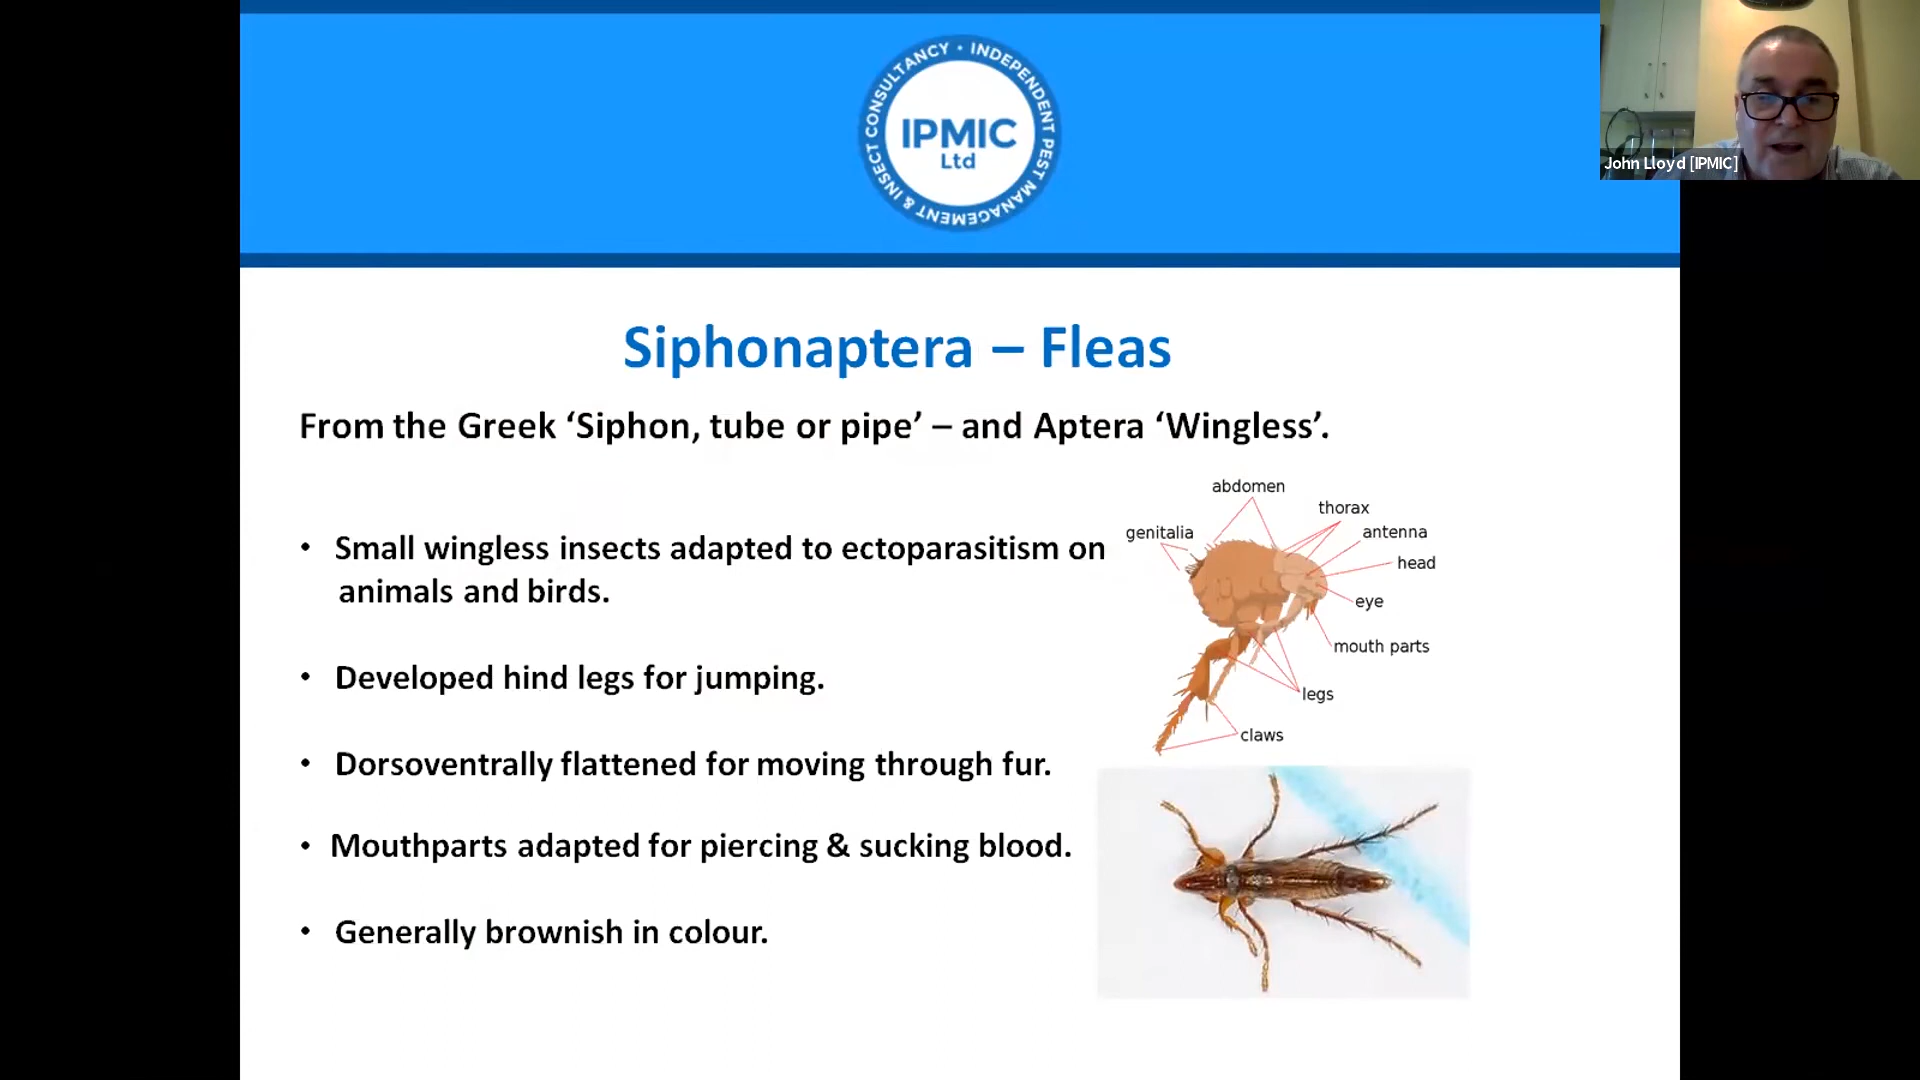 INDEPENDENT PEST MANAGEMENT & INSECT CONSULTANCY •
IPMIC
Ltd
John Lloyd [IPMIC]
Siphonaptera – Fleas
From the Greek ‘Siphon, tube or pipe’ – and Aptera ‘Wingless’.
• Small wingless insects adapted to ectoparasitism on
animals and birds.
• Developed hind legs for jumping.
• Dorsoventrally flattened for moving through fur.
• Mouthparts adapted for piercing & sucking blood.
• Generally brownish in colour.
abdomen
thorax
genitalia
antenna
head
eye
mouth parts
legs
claws